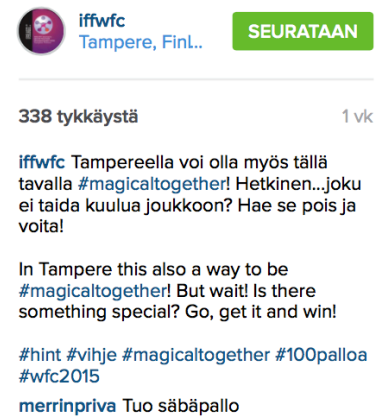 iffwfc
Tampere, Finl...
SEURATAAN
338 tykkäystä
1 vk
iffwfc Tampereella voi olla myös tällä
tavalla #magicaltogether! Hetkinen...joku
ei taida kuulua joukkoon? Hae se pois ja
voita!
In Tampere this also a way to be
#magicaltogether! But wait! Is there
something special? Go, get it and win!
#hint #vihje #magicaltogether #100palloa
#wfc2015
merrinpriva Tuo säbäpallo